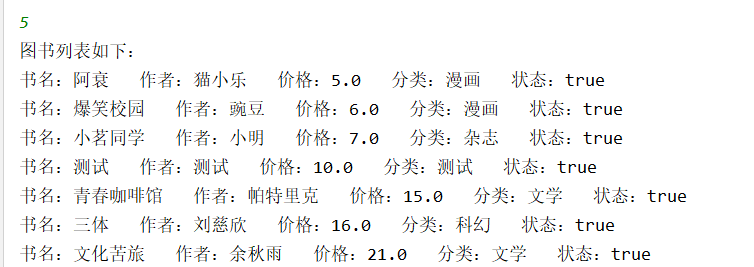 5
图书列表如下：
书名：阿衰   作者：猫小乐   价格：5.0   分类：漫画   状态：true
书名：爆笑校园   作者：豌豆   价格：6.0   分类：漫画   状态：true
书名：小茗同学   作者：小明   价格：7.0   分类：杂志   状态：true
书名：测试   作者：测试   价格：10.0   分类：测试   状态：true
书名：青春咖啡馆   作者：帕特里克   价格：15.0   分类：文学   状态：true
书名：三体   作者：刘慈欣   价格：16.0   分类：科幻   状态：true
书名：文化苦旅   作者：余秋雨   价格：21.0   分类：文学   状态：true